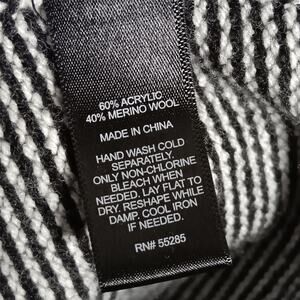 60% ACRYLIC
40% MERINO WOOL
MADE IN CHINA
HAND WASH COLD
SEPARATELY.
ONLY NON-CHLORINE
BLEACH WHEN
NEEDED. LAY FLAT TO
DRY. RESHAPE WHILE
DAMP. COOL IRON
IF NEEDED.
RN# 55285